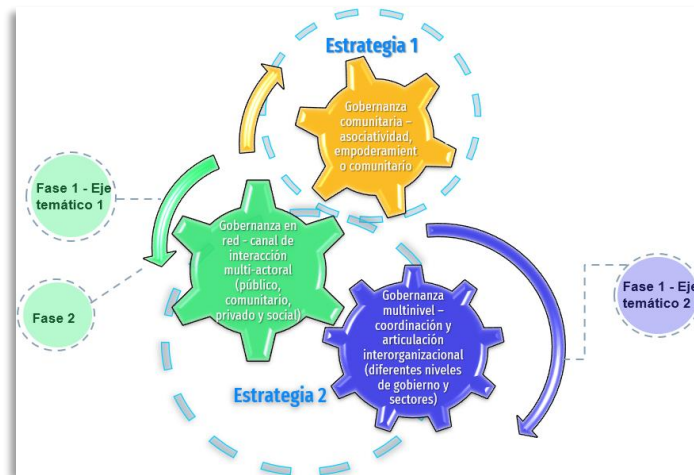 Estrategia 1
Gobernanza
comunitaria –
asociatividad,
empoderamient
o comunitario
Fase 1 - Eje
temático 1
Gobernanza en
red - canal de
interacción
multi-actoral
(público,
comunitario,
privado y social)
Fase 2
Gobernanza
multinivel –
coordinación y
articulación
interorganizacional
(diferentes niveles
de gobierno y
sectores)
Fase 1 - Eje
temático 2
Estrategia 2